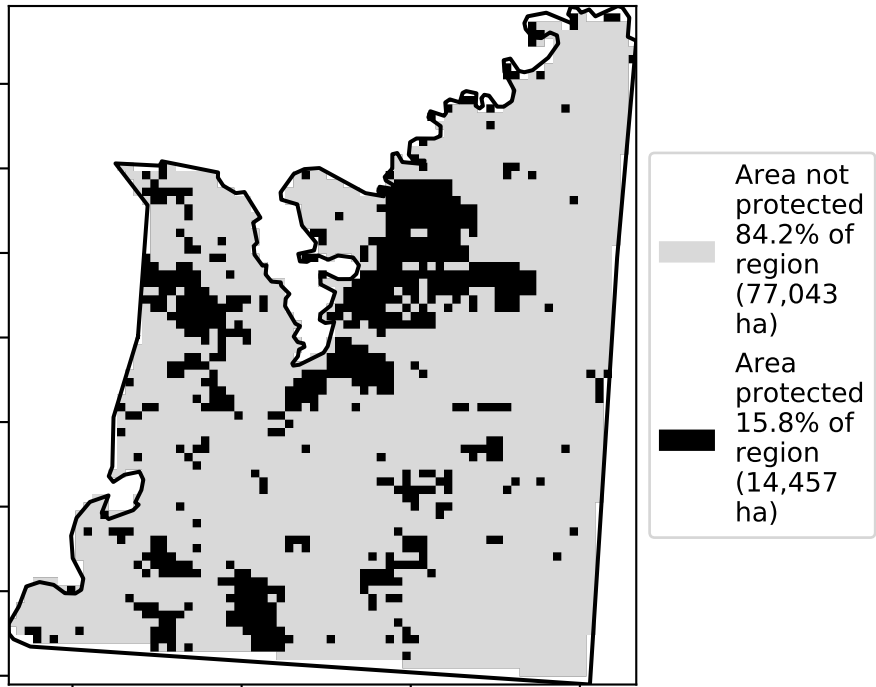 Area not
protected
84.2% of
region
(77,043
ha)
Area
protected
15.8% of
region
(14,457
ha)